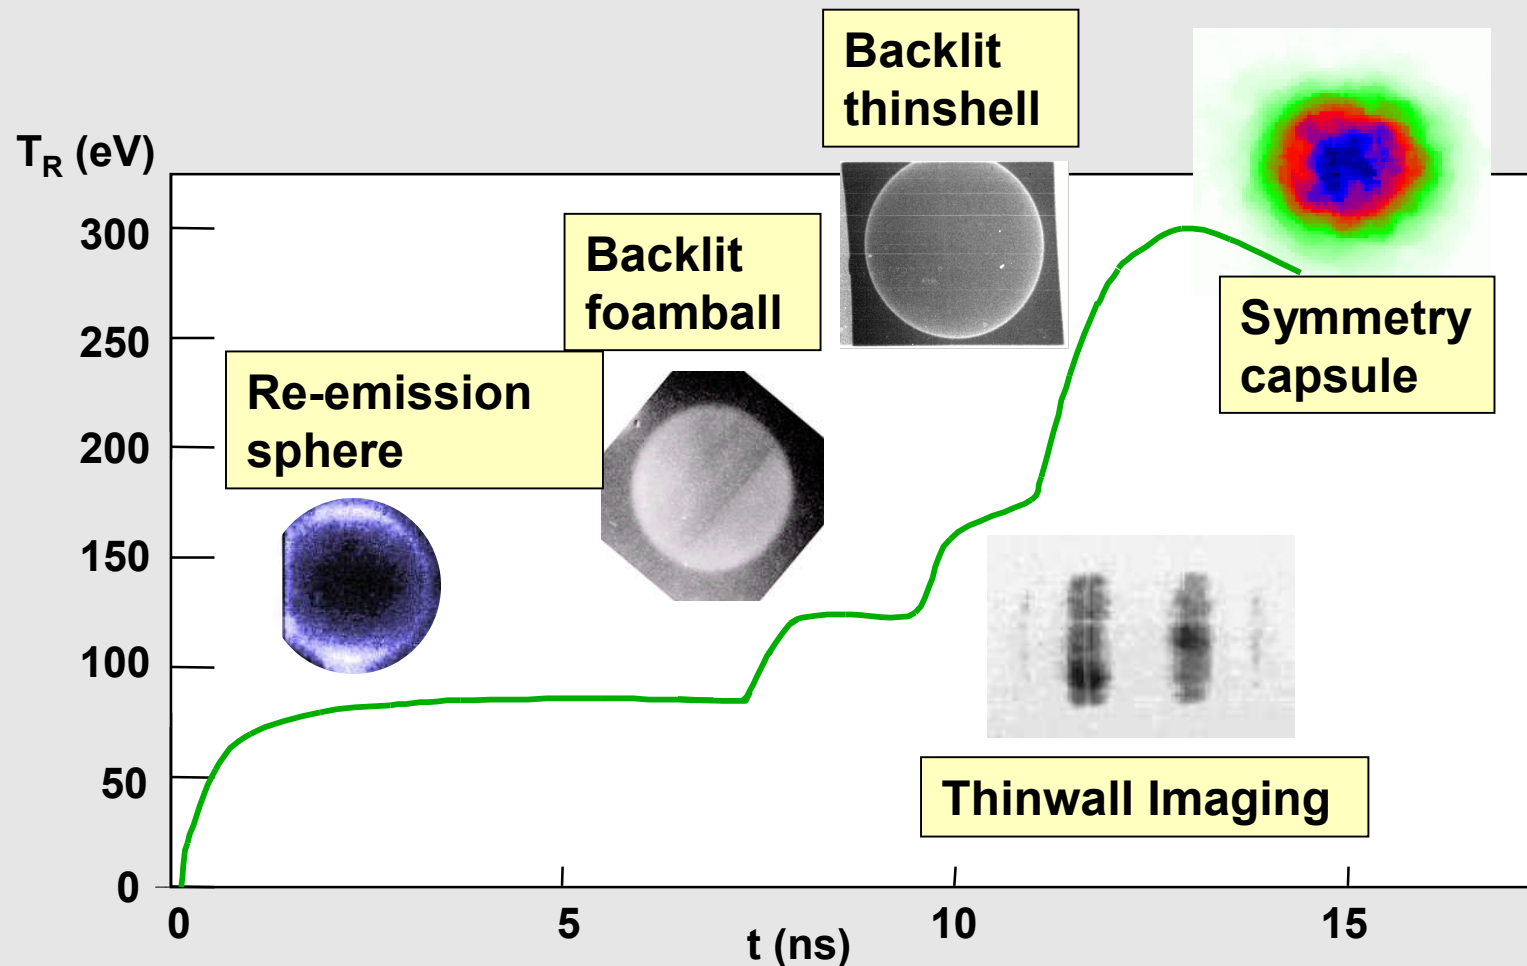 Backlit
thinshell
T_R (eV)
300
Backlit
foamball
Symmetry
capsule
250
Re-emission
sphere
200
150
100
Thinwall Imaging
50
0
0
5
10
15
t (ns)